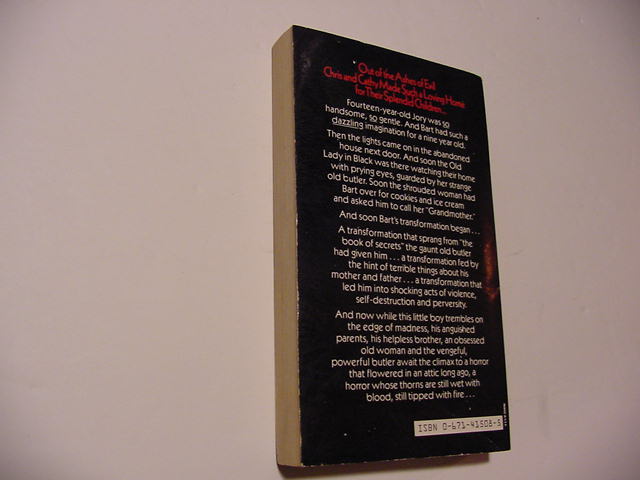 Out of the Ashes of Evil
Chris and Cathy Made Such a Loving Home
for Their Splendid Children...
Fourteen-year-old Jory was so
handsome, so gentle. And Bart had such a
dazzling imagination for a nine year old.
Then the lights came on in the abandoned
house next door. And soon the Old
Lady in Black was there watching their home
with prying eyes, guarded by her strange
old butler. Soon the shrouded woman had
Bart over for cookies and ice cream
and asked him to call her "Grandmother."
And soon Bart's transformation began...
A transformation that sprang from "the
book of secrets" the gaunt old butler
had given him... a transformation fed by
the hint of terrible things about his
mother and father... a transformation that
led him into shocking acts of violence,
self-destruction and perversity.
And now while this little boy trembles on
the edge of madness, his anguished
parents, his helpless brother, an obsessed
old woman and the vengeful,
powerful butler await the climax to a horror
that flowered in an attic long ago, a
horror whose thorns are still wet with
blood, still tipped with fire...
ISBN 0-671-41508-5